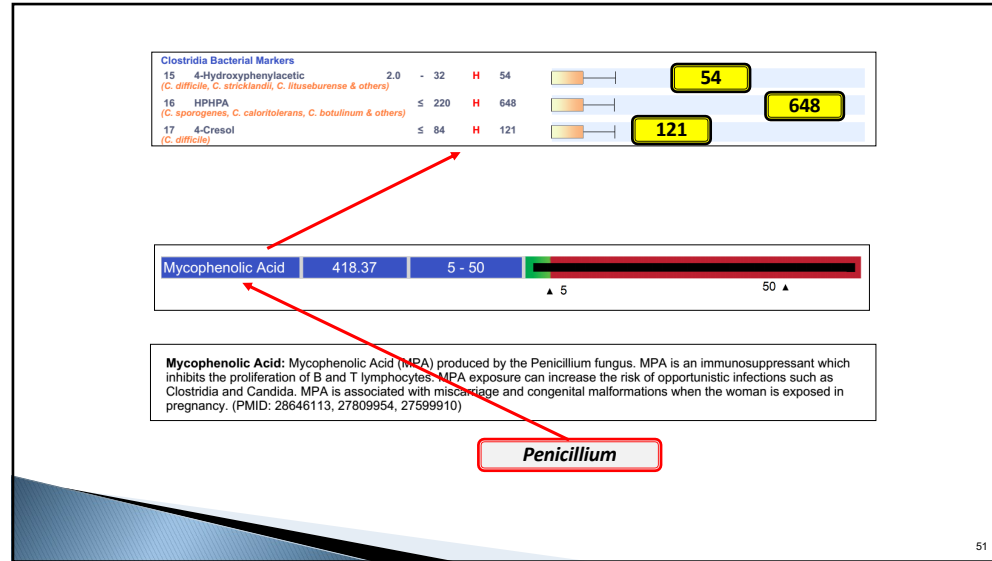 Clostridia Bacterial Markers
15 4-Hydroxyphenylacetic 2.0 - 32 H 54 54
(C. difficile, C. stricklandii, C. lituseburense & others)
16 HPHPA ≤ 220 H 648 648
(C. sporogenes, C. caloritolerans, C. botulinum & others)
17 4-Cresol ≤ 84 H 121 121
(C. difficile)
Mycophenolic Acid 418.37 5 - 50
▲ 5 50 ▲
Mycophenolic Acid: Mycophenolic Acid (MPA) produced by the Penicillium fungus. MPA is an immunosuppressant which
inhibits the proliferation of B and T lymphocytes. MPA exposure can increase the risk of opportunistic infections such as
Clostridia and Candida. MPA is associated with miscarriage and congenital malformations when the woman is exposed in
pregnancy. (PMID: 28646113, 27809954, 27599910)
Penicillium
51